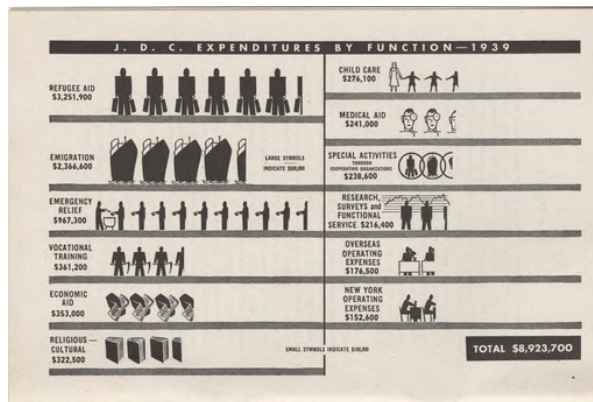 J. D. C. EXPENDITURES BY FUNCTION—1939
REFUGEE AID
$3,251,900
EMIGRATION
$2,366,600
LARGE SYMBOLS
INDICATE $500,000
EMERGENCY
RELIEF
$967,300
VOCATIONAL
TRAINING
$361,200
ECONOMIC
AID
$353,000
RELIGIOUS —
CULTURAL
$322,500
SMALL SYMBOLS INDICATE $100,000
CHILD CARE
$276,100
MEDICAL AID
$241,000
SPECIAL ACTIVITIES
THROUGH
COOPERATING ORGANIZATIONS
$238,600
RESEARCH,
SURVEYS and
FUNCTIONAL
SERVICE $216,400
OVERSEAS
OPERATING
EXPENSES
$176,500
NEW YORK
OPERATING
EXPENSES
$152,600
TOTAL $8,923,700